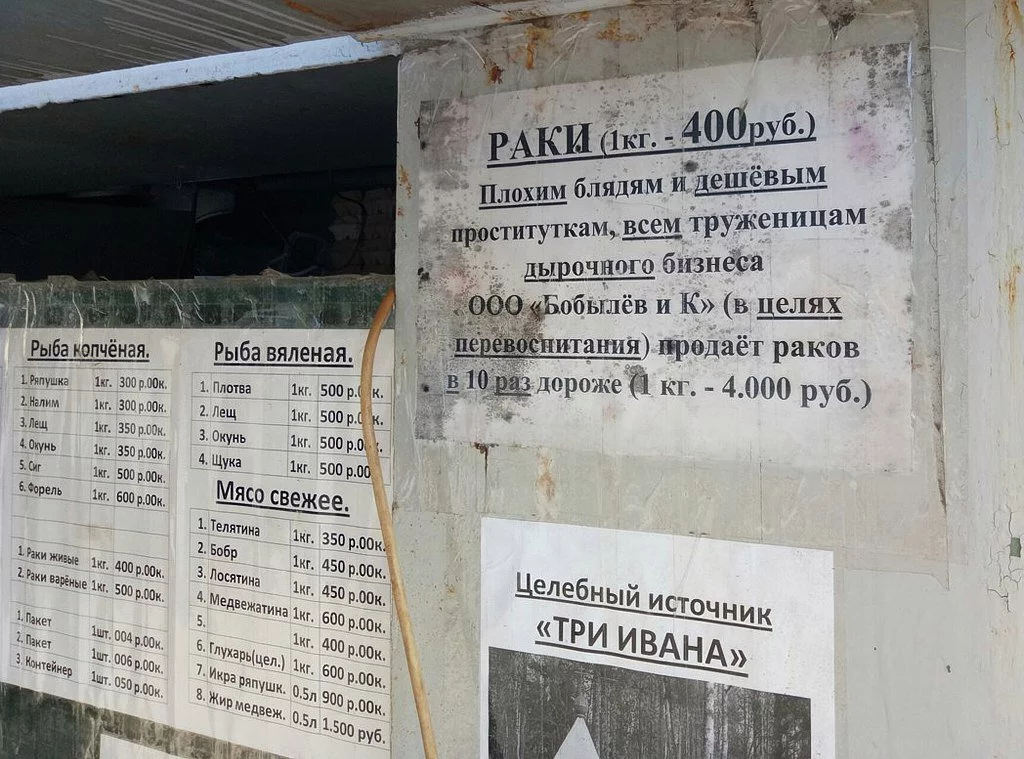 РАКИ (1кг. - 400руб.)
Плохим блядям и дешёвым
проституткам, всем труженицам
дырочного бизнеса
ООО «Бобылёв и К» (в целях
перевоспитания) продаёт раков
в 10 раз дороже (1 кг. - 4.000 руб.)
Рыба копчёная.
1. Ряпушка 1кг. 300 р.00к.
2. Налим 1кг. 300 р.00к.
3. Лещ 1кг. 350 р.00к.
4. Окунь 1кг. 350 р.00к.
5. Сиг 1кг. 500 р.00к.
6. Форель 1кг. 600 р.00к.
1. Раки живые 1кг. 400 р.00к.
2. Раки варёные 1кг. 500 р.00к.
1. Пакет 1шт. 004 р.00к.
2. Пакет 1шт. 006 р.00к.
3. Контейнер 1шт. 050 р.00к.
Рыба вяленая.
1. Плотва 1кг. 500 р.00к.
2. Лещ 1кг. 500 р.00к.
3. Окунь 1кг. 500 р.00
4. Щука 1кг. 500 р.00
Мясо свежее.
1. Телятина 1кг. 350 р.00к.
2. Бобр 1кг. 450 р.00к.
3. Лосятина 1кг. 450 р.00к.
4. Медвежатина 1кг. 600 р.00к.
5. 1кг. 400 р.00к.
6. Глухарь(цел.) 1кг. 600 р.00к.
7. Икра ряпушк. 0.5л 900 р.00к.
8. Жир медвеж. 0.5л 1.500 руб.
Целебный источник
«ТРИ ИВАНА»